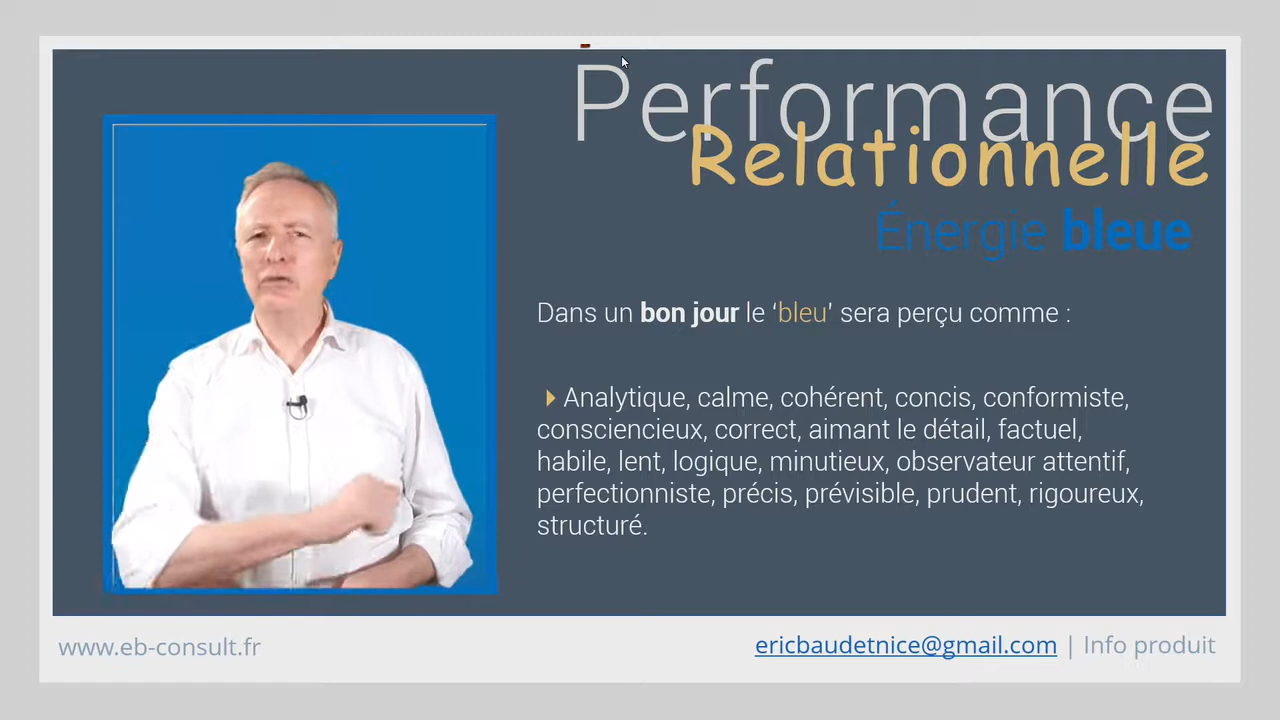 Performance
Relationnelle
Énergie bleue
Dans un bon jour le ‘bleu’ sera perçu comme :
Analytique, calme, cohérent, concis, conformiste,
consciencieux, correct, aimant le détail, factuel,
habile, lent, logique, minutieux, observateur attentif,
perfectionniste, précis, prévisible, prudent, rigoureux,
structuré.
www.eb-consult.fr
ericbaudetnice@gmail.com | Info produit